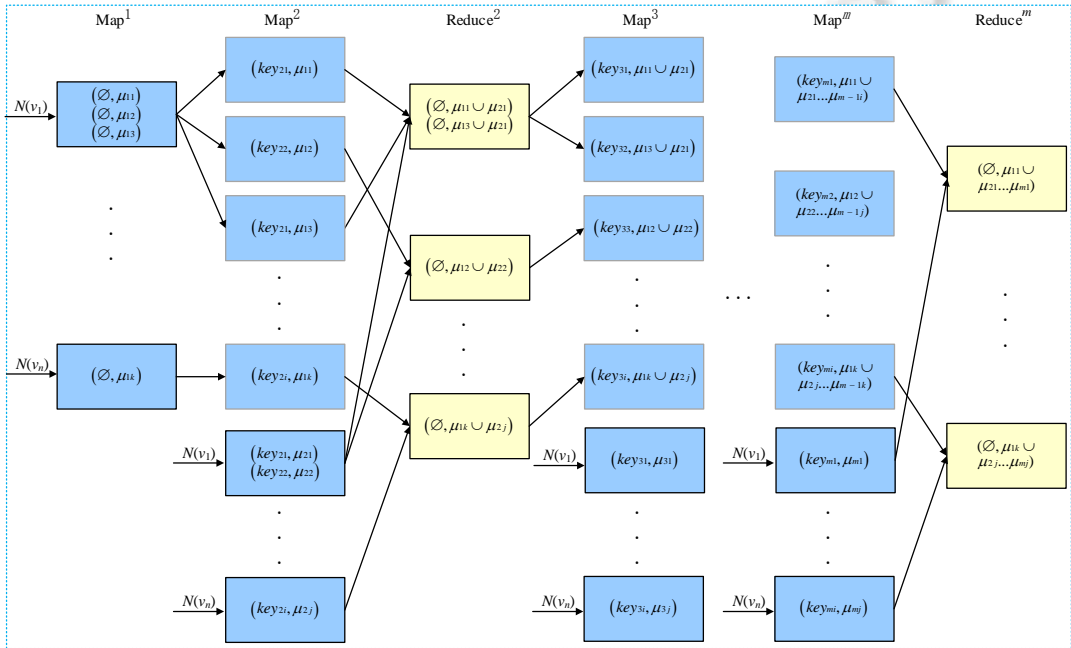 Map¹ Map² Reduce² Map³ Mapᵐ Reduceᵐ
N(v₁)
(∅, μ₁₁)
(∅, μ₁₂)
(∅, μ₁₃)
N(vₙ)
(∅, μ₁ₖ)
(key₂₁, μ₁₁)
(key₂₂, μ₁₂)
(key₂₁, μ₁₃)
(key₂ᵢ, μ₁ₖ)
N(v₁)
(key₂₁, μ₂₁)
(key₂₂, μ₂₂)
N(vₙ)
(key₂ᵢ, μ₂ⱼ)
(∅, μ₁₁ ∪ μ₂₁)
(∅, μ₁₃ ∪ μ₂₁)
(∅, μ₁₂ ∪ μ₂₂)
(∅, μ₁ₖ ∪ μ₂ⱼ)
(key₃₁, μ₁₁ ∪ μ₂₁)
(key₃₂, μ₁₃ ∪ μ₂₁)
(key₃₃, μ₁₂ ∪ μ₂₂)
(key₃ᵢ, μ₁ₖ ∪ μ₂ⱼ)
N(v₁)
(key₃₁, μ₃₁)
N(vₙ)
(key₃ᵢ, μ₃ⱼ)
. . .
(keyₘ₁, μ₁₁ ∪
μ₂₁...μₘ₋₁ᵢ)
(keyₘ₂, μ₁₂ ∪
μ₂₂...μₘ₋₁ⱼ)
(keyₘᵢ, μ₁ₖ ∪
μ₂ⱼ...μₘ₋₁ₖ)
N(v₁)
(keyₘ₁, μₘ₁)
N(vₙ)
(keyₘᵢ, μₘⱼ)
(∅, μ₁₁ ∪
μ₂₁...μₘ₁)
(∅, μ₁ₖ ∪
μ₂ⱼ...μₘⱼ)